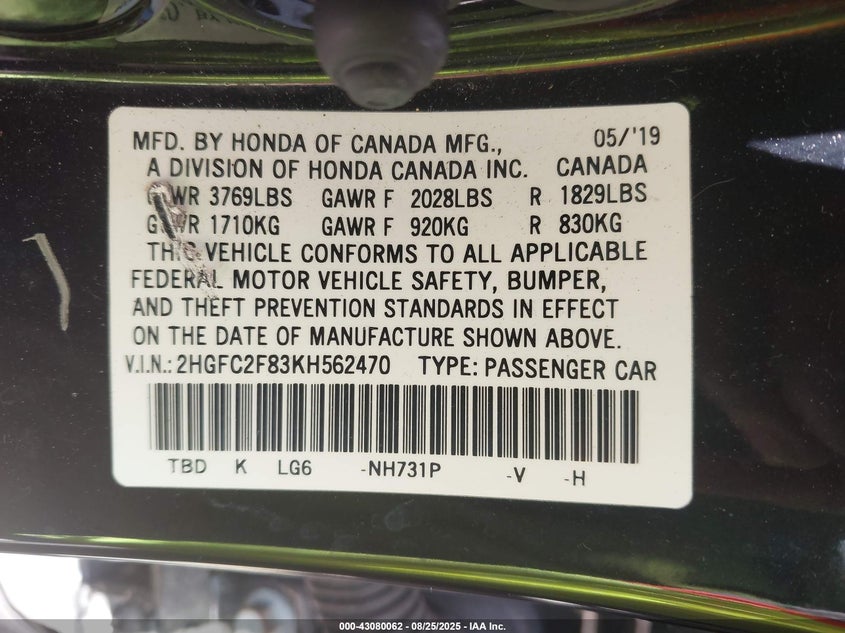 MFD. BY HONDA OF CANADA MFG., 05/'19
A DIVISION OF HONDA CANADA INC. CANADA
GVWR 3769LBS GAWR F 2028LBS R 1829LBS
GVWR 1710KG GAWR F 920KG R 830KG
THIS VEHICLE CONFORMS TO ALL APPLICABLE
FEDERAL MOTOR VEHICLE SAFETY, BUMPER,
AND THEFT PREVENTION STANDARDS IN EFFECT
ON THE DATE OF MANUFACTURE SHOWN ABOVE.
V.I.N.: 2HGFC2F83KH562470 TYPE: PASSENGER CAR
TBD K LG6 -NH731P -V -H
000-43080062 - 08/25/2025 - IAA Inc.